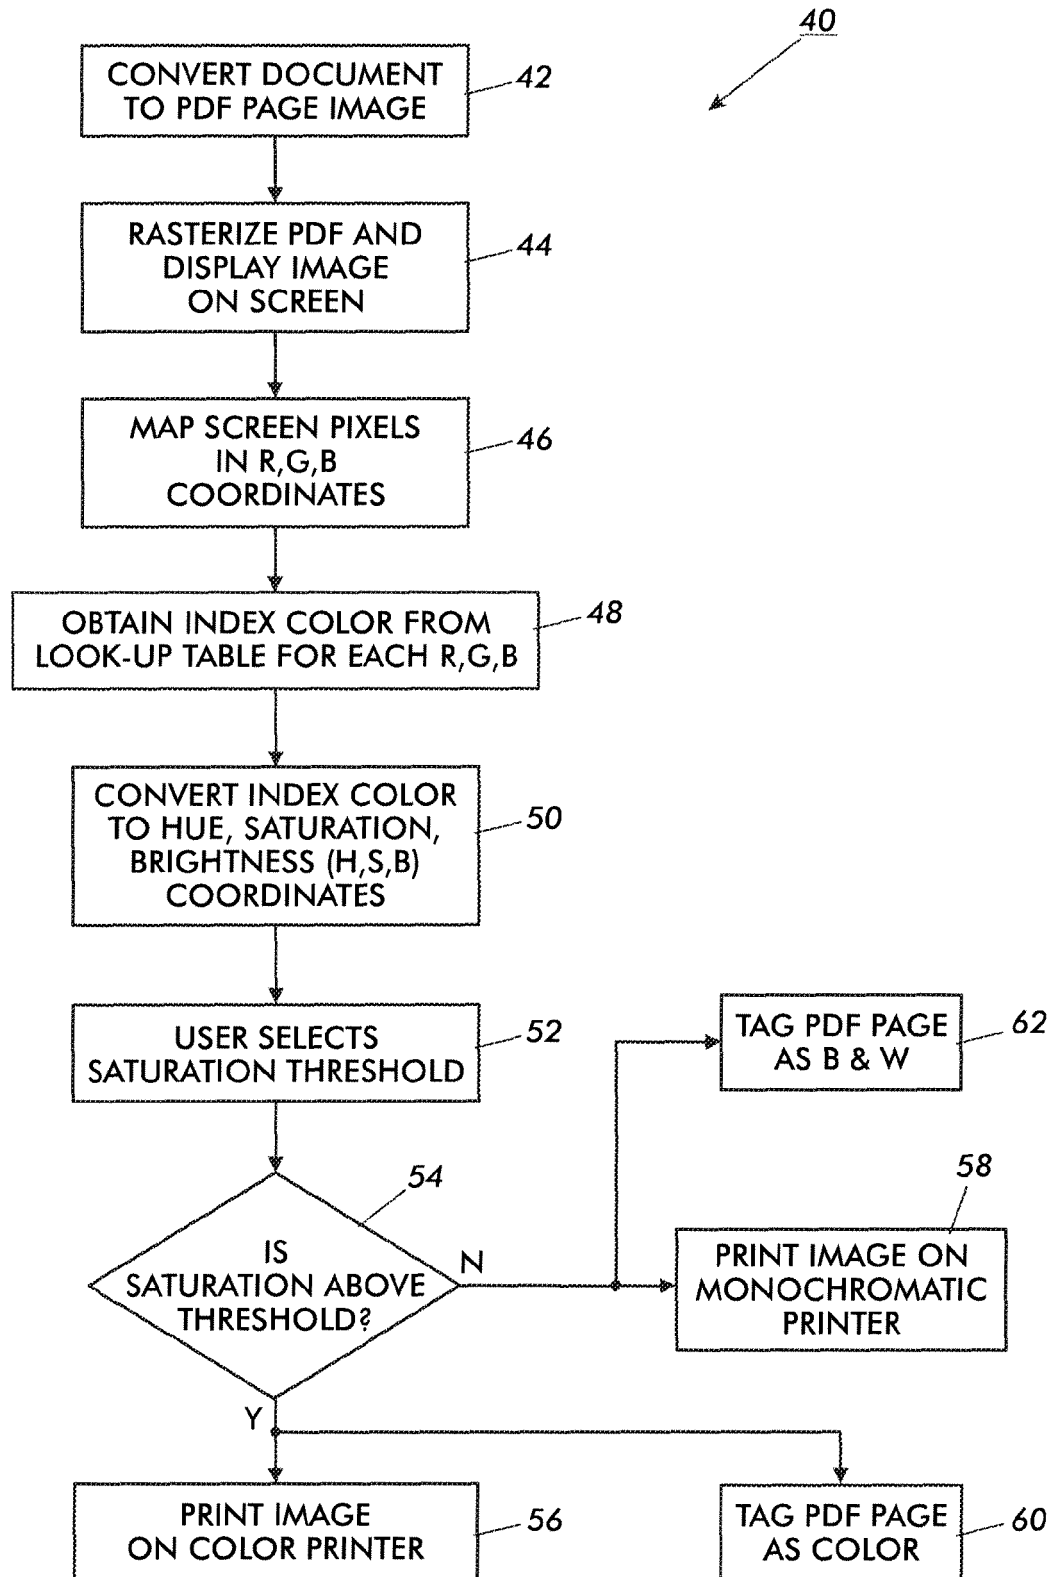 40
CONVERT DOCUMENT
TO PDF PAGE IMAGE
42
RASTERIZE PDF AND
DISPLAY IMAGE
ON SCREEN
44
MAP SCREEN PIXELS
IN R,G,B
COORDINATES
46
OBTAIN INDEX COLOR FROM
LOOK-UP TABLE FOR EACH R,G,B
48
CONVERT INDEX COLOR
TO HUE, SATURATION,
BRIGHTNESS (H,S,B)
COORDINATES
50
USER SELECTS
SATURATION THRESHOLD
52
TAG PDF PAGE
AS B & W
62
IS
SATURATION ABOVE
THRESHOLD?
54
N
PRINT IMAGE ON
MONOCHROMATIC
PRINTER
58
Y
PRINT IMAGE
ON COLOR PRINTER
56
TAG PDF PAGE
AS COLOR
60